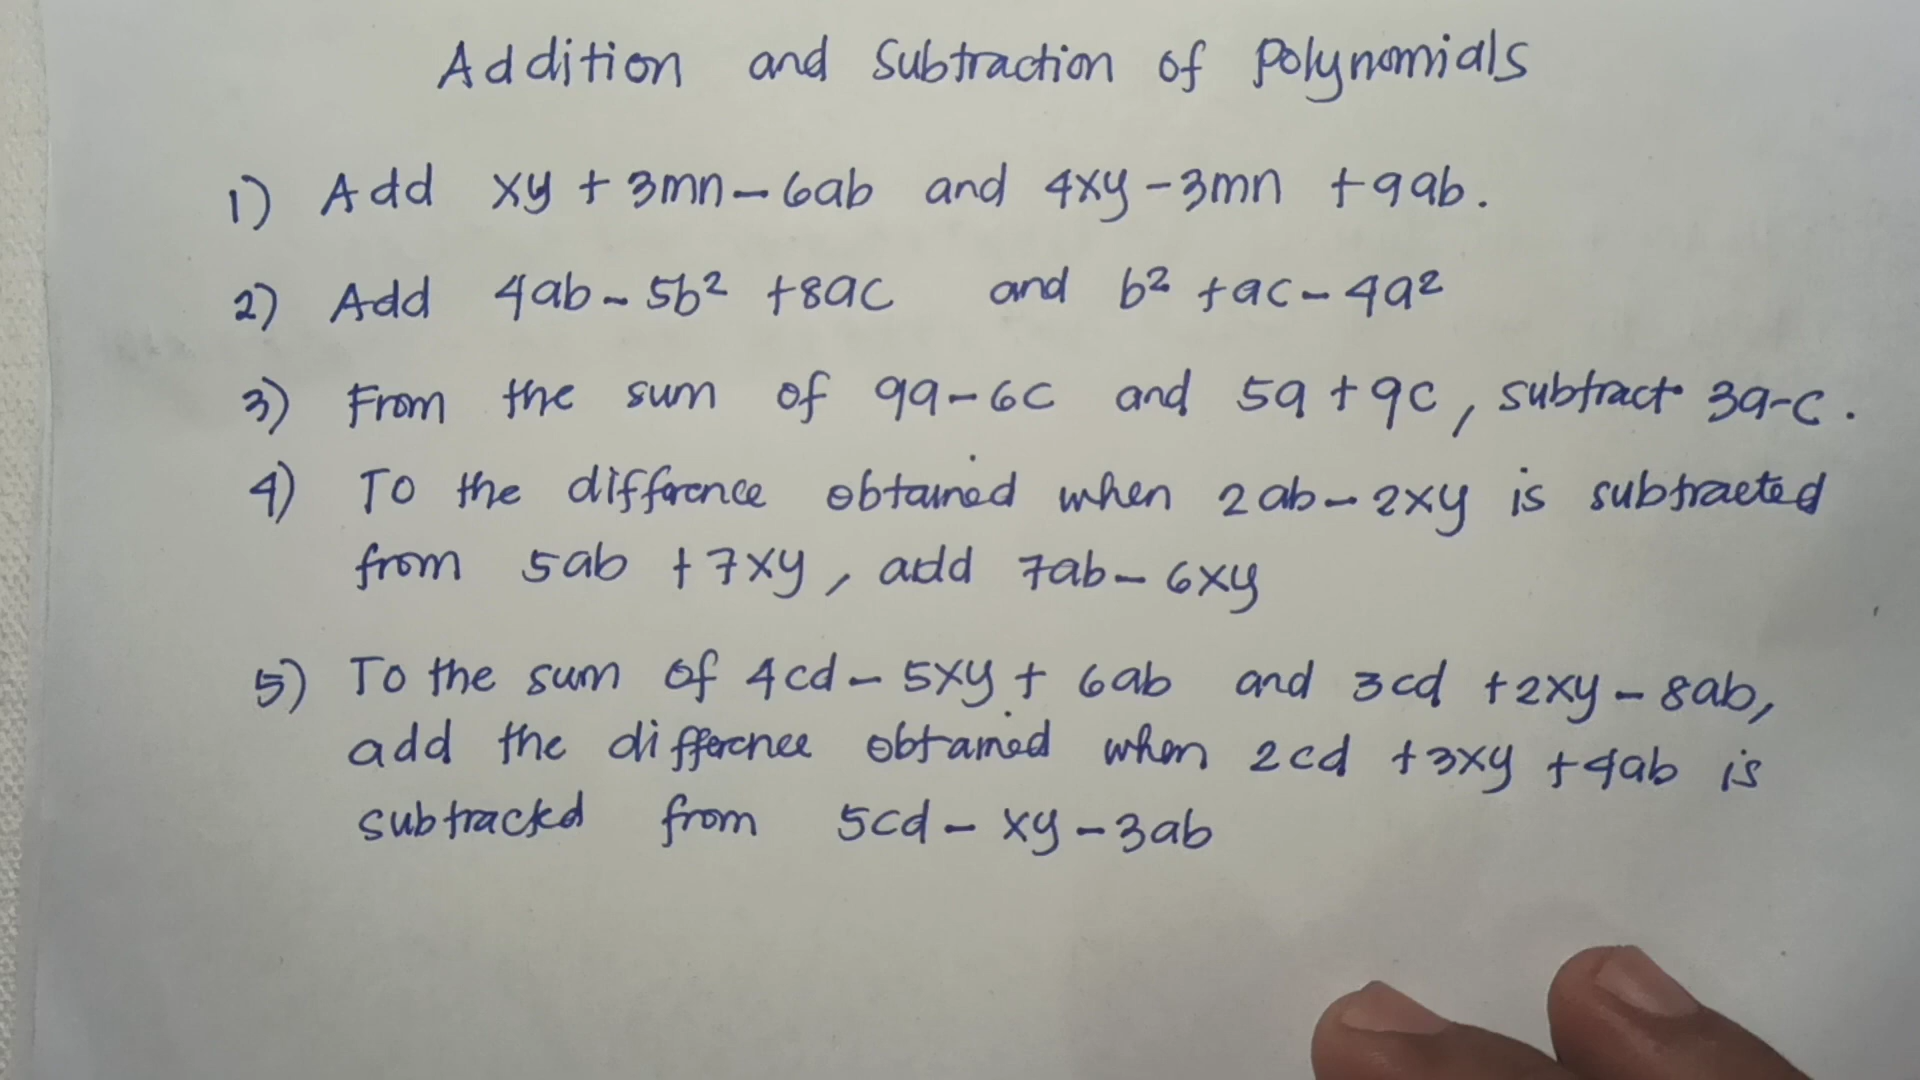 Addition and Subtraction of Polynomials
1) Add xy + 3mn - 6ab and 4xy - 3mn + 9ab.
2) Add 4ab - 5b² + 8ac and b² + ac - 4a²
3) From the sum of 9a - 6c and 5a + 9c, subtract 3a - c.
4) To the difference obtained when 2ab - 2xy is subtracted
from 5ab + 7xy, add 7ab - 6xy
5) To the sum of 4cd - 5xy + 6ab and 3cd + 2xy - 8ab,
add the difference obtained when 2cd + 3xy + 4ab is
subtracted from 5cd - xy - 3ab